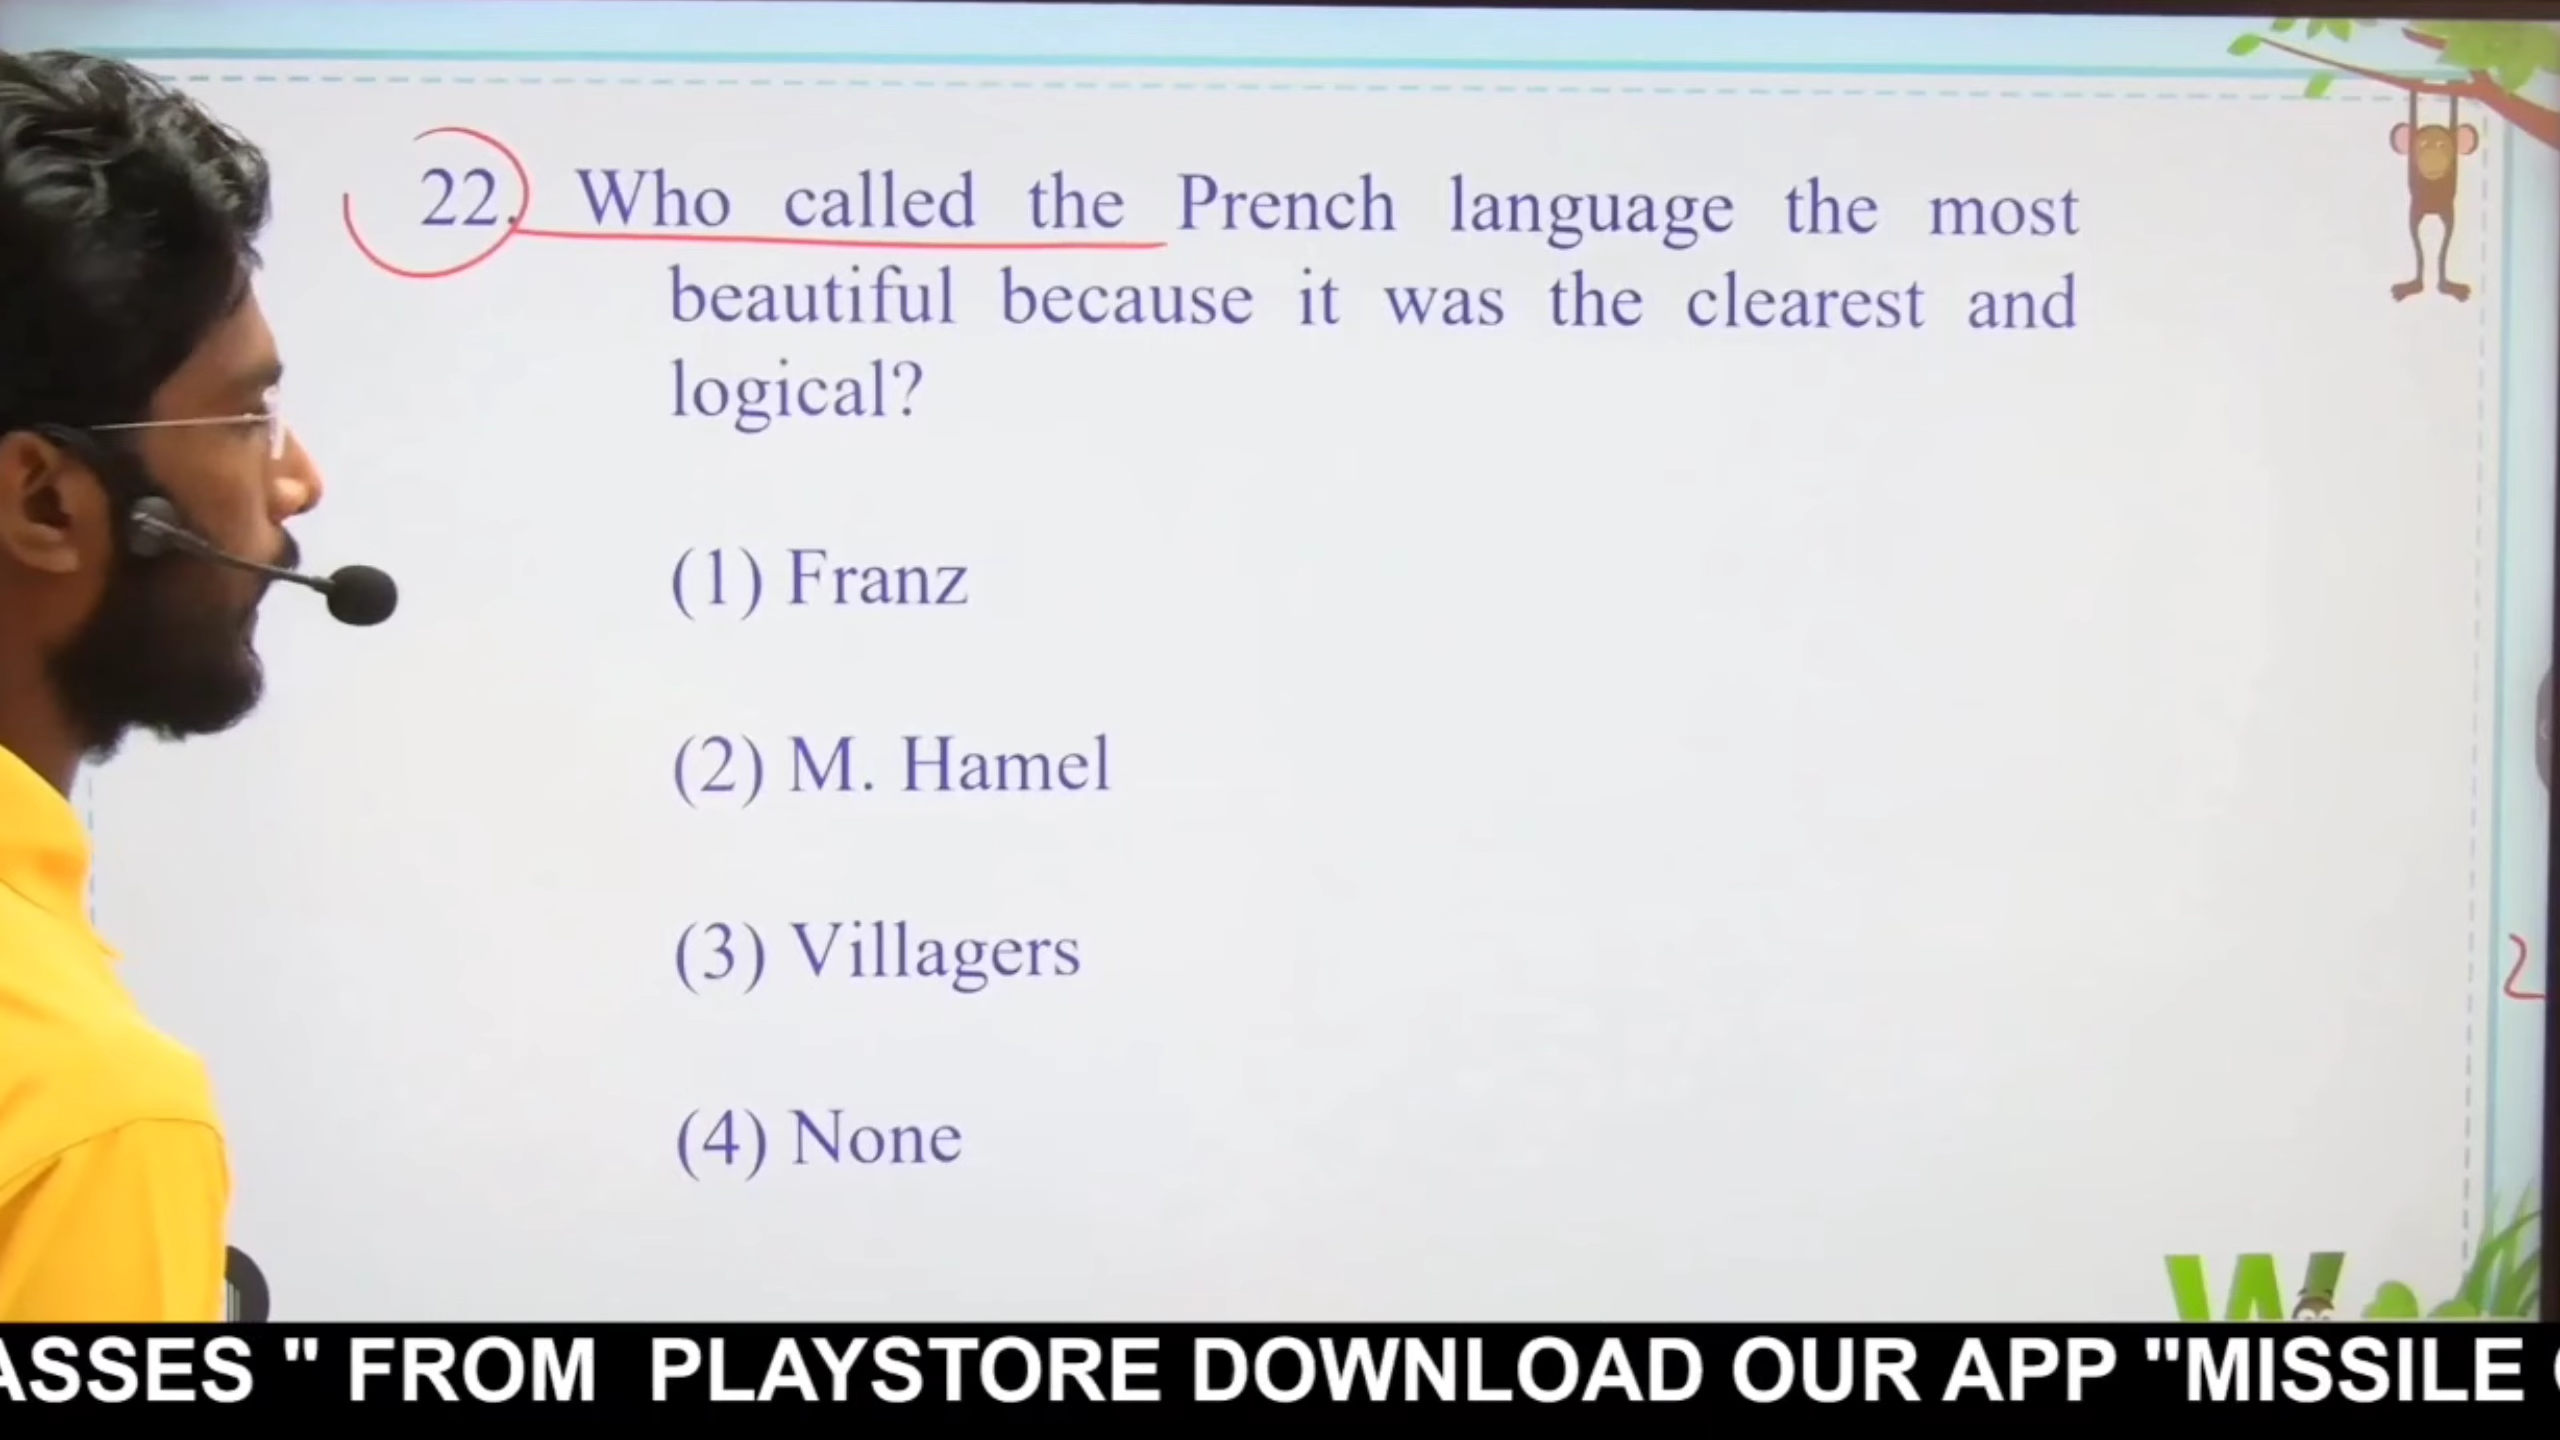 22. Who called the Prench language the most
beautiful because it was the clearest and
logical?
(1) Franz
(2) M. Hamel
(3) Villagers
(4) None
2
W
ASSES " FROM PLAYSTORE DOWNLOAD OUR APP "MISSILE